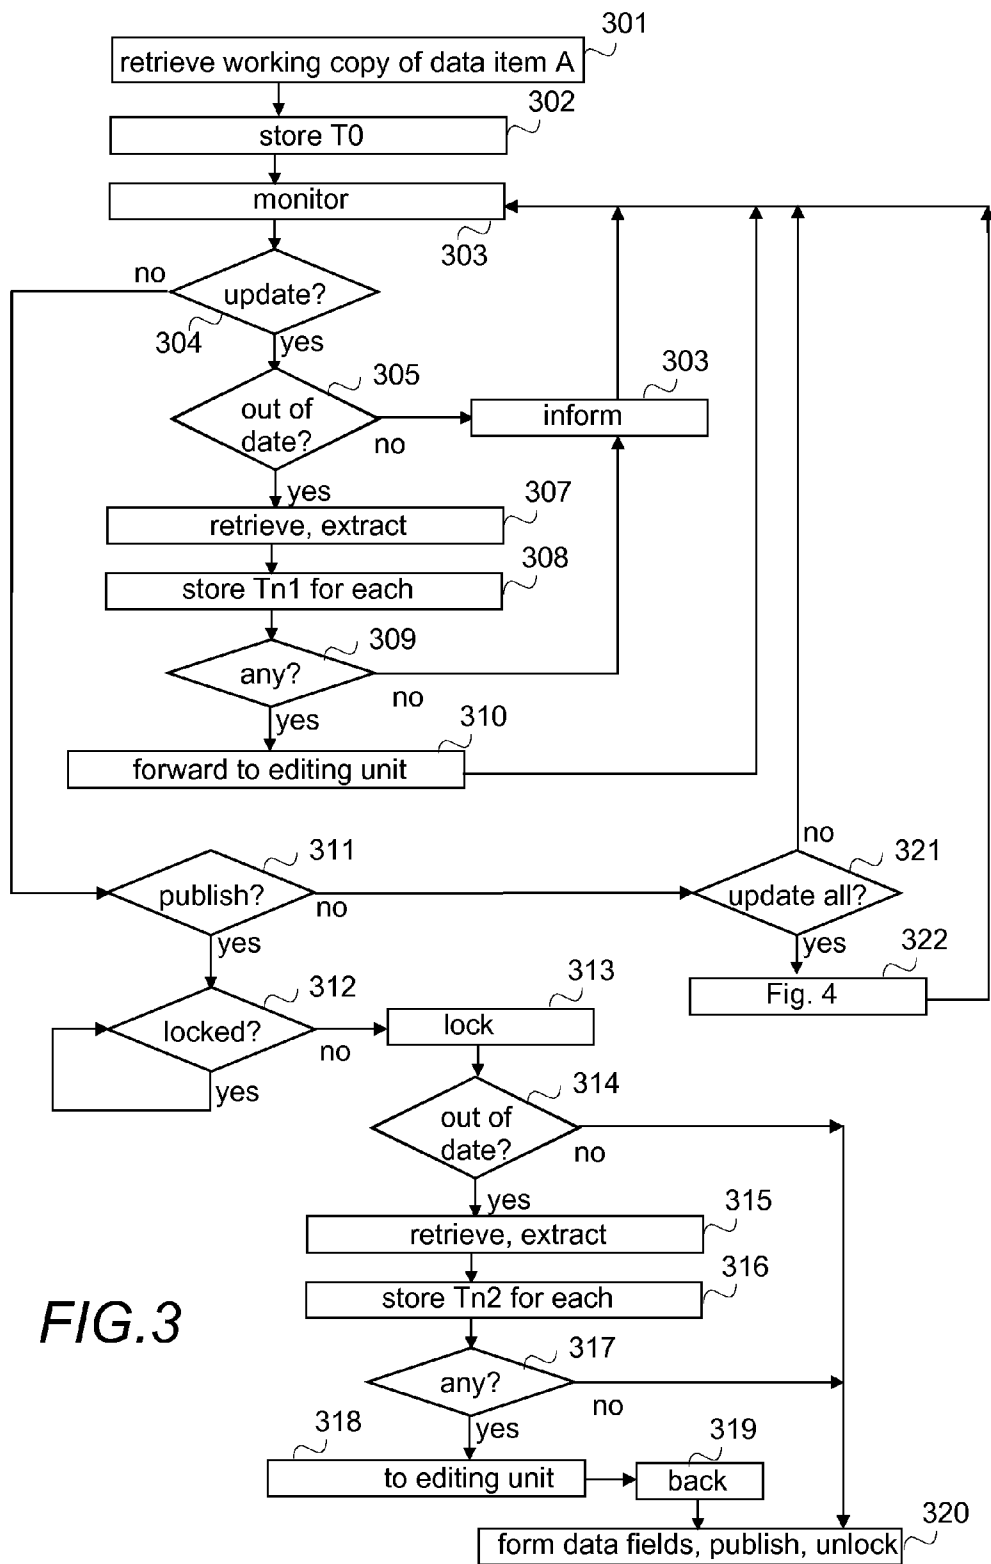 301
retrieve working copy of data item A
302
store T0
monitor
303
no
update?
304
yes
305
303
out of
date?
no
inform
yes
307
retrieve, extract
308
store Tn1 for each
309
any?
no
yes
310
forward to editing unit
no
311
321
publish?
no
update all?
yes
yes
322
312
313
Fig. 4
locked?
no
lock
yes
314
out of
date?
no
yes
315
retrieve, extract
316
store Tn2 for each
FIG.3
317
any?
no
318
yes
319
to editing unit
back
320
form data fields, publish, unlock